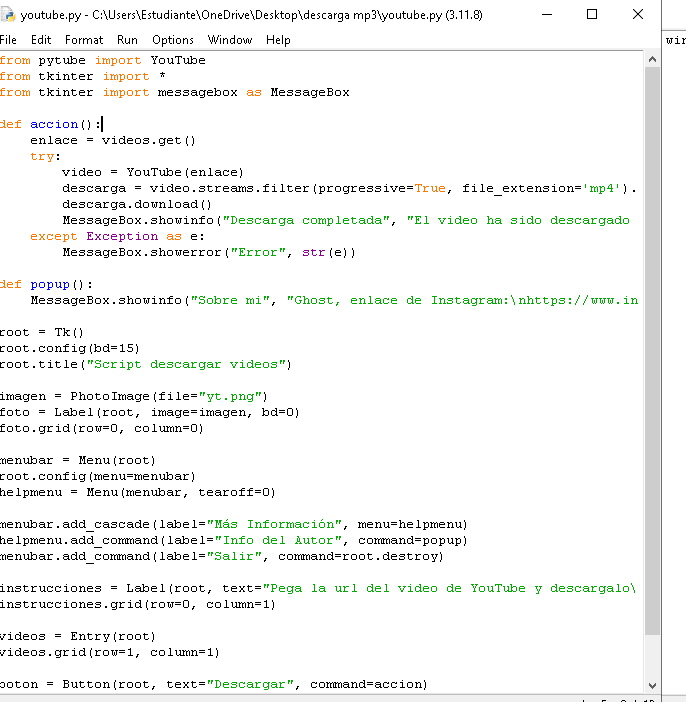 youtube.py - C:\Users\Estudiante\OneDrive\Desktop\descarga mp3\youtube.py (3.11.8)
File Edit Format Run Options Window Help
from pytube import YouTube
from tkinter import *
from tkinter import messagebox as MessageBox
def accion():
enlace = videos.get()
try:
video = YouTube(enlace)
descarga = video.streams.filter(progressive=True, file_extension='mp4').
descarga.download()
MessageBox.showinfo("Descarga completada", "El video ha sido descargado
except Exception as e:
MessageBox.showerror("Error", str(e))
def popup():
MessageBox.showinfo("Sobre mi", "Ghost, enlace de Instagram:\nhttps://www.in
root = Tk()
root.config(bd=15)
root.title("Script descargar videos")
imagen = PhotoImage(file="yt.png")
foto = Label(root, image=imagen, bd=0)
foto.grid(row=0, column=0)
menubar = Menu(root)
root.config(menu=menubar)
helpmenu = Menu(menubar, tearoff=0)
menubar.add_cascade(label="Más Información", menu=helpmenu)
helpmenu.add_command(label="Info del Autor", command=popup)
menubar.add_command(label="Salir", command=root.destroy)
instrucciones = Label(root, text="Pega la url del video de YouTube y descargalo\
instrucciones.grid(row=0, column=1)
videos = Entry(root)
videos.grid(row=1, column=1)
boton = Button(root, text="Descargar", command=accion)